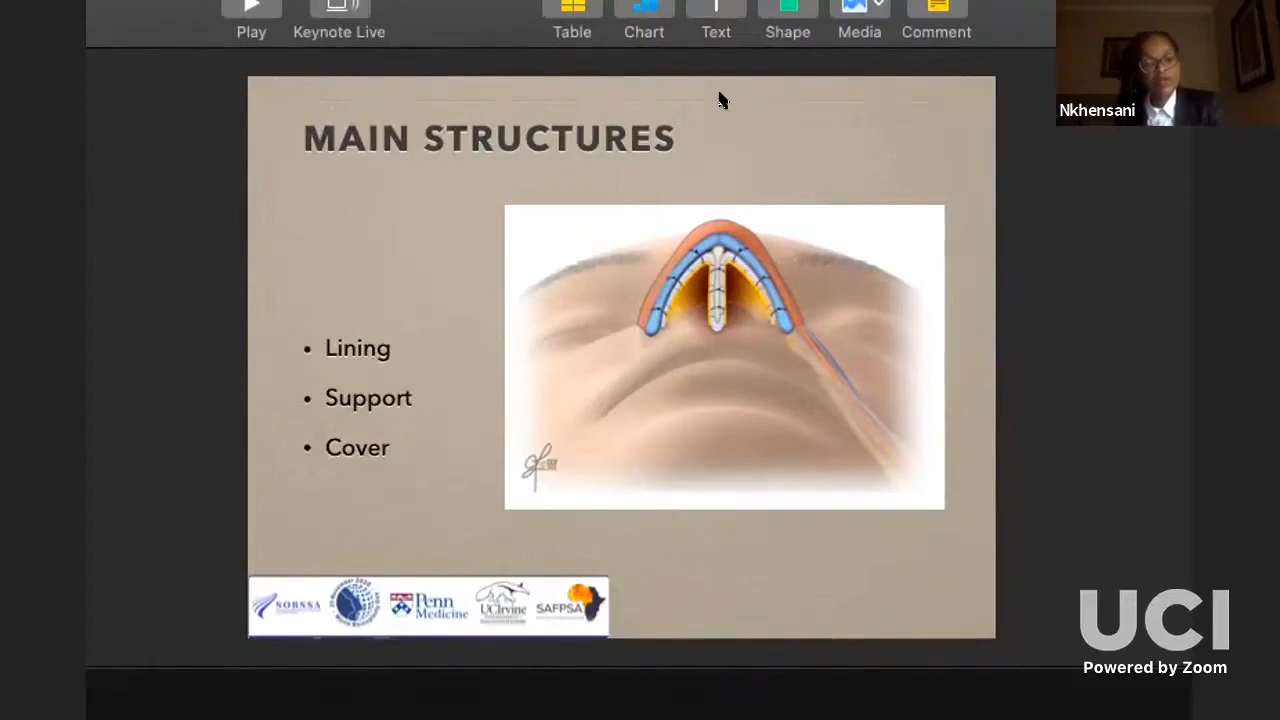 Play
Keynote Live
Table
Chart
Text
Shape
Media
Comment
Nkhensani
MAIN STRUCTURES
• Lining
• Support
• Cover
Penn
Medicine
UCIrvine
SAFPSA
UCI
Powered by Zoom